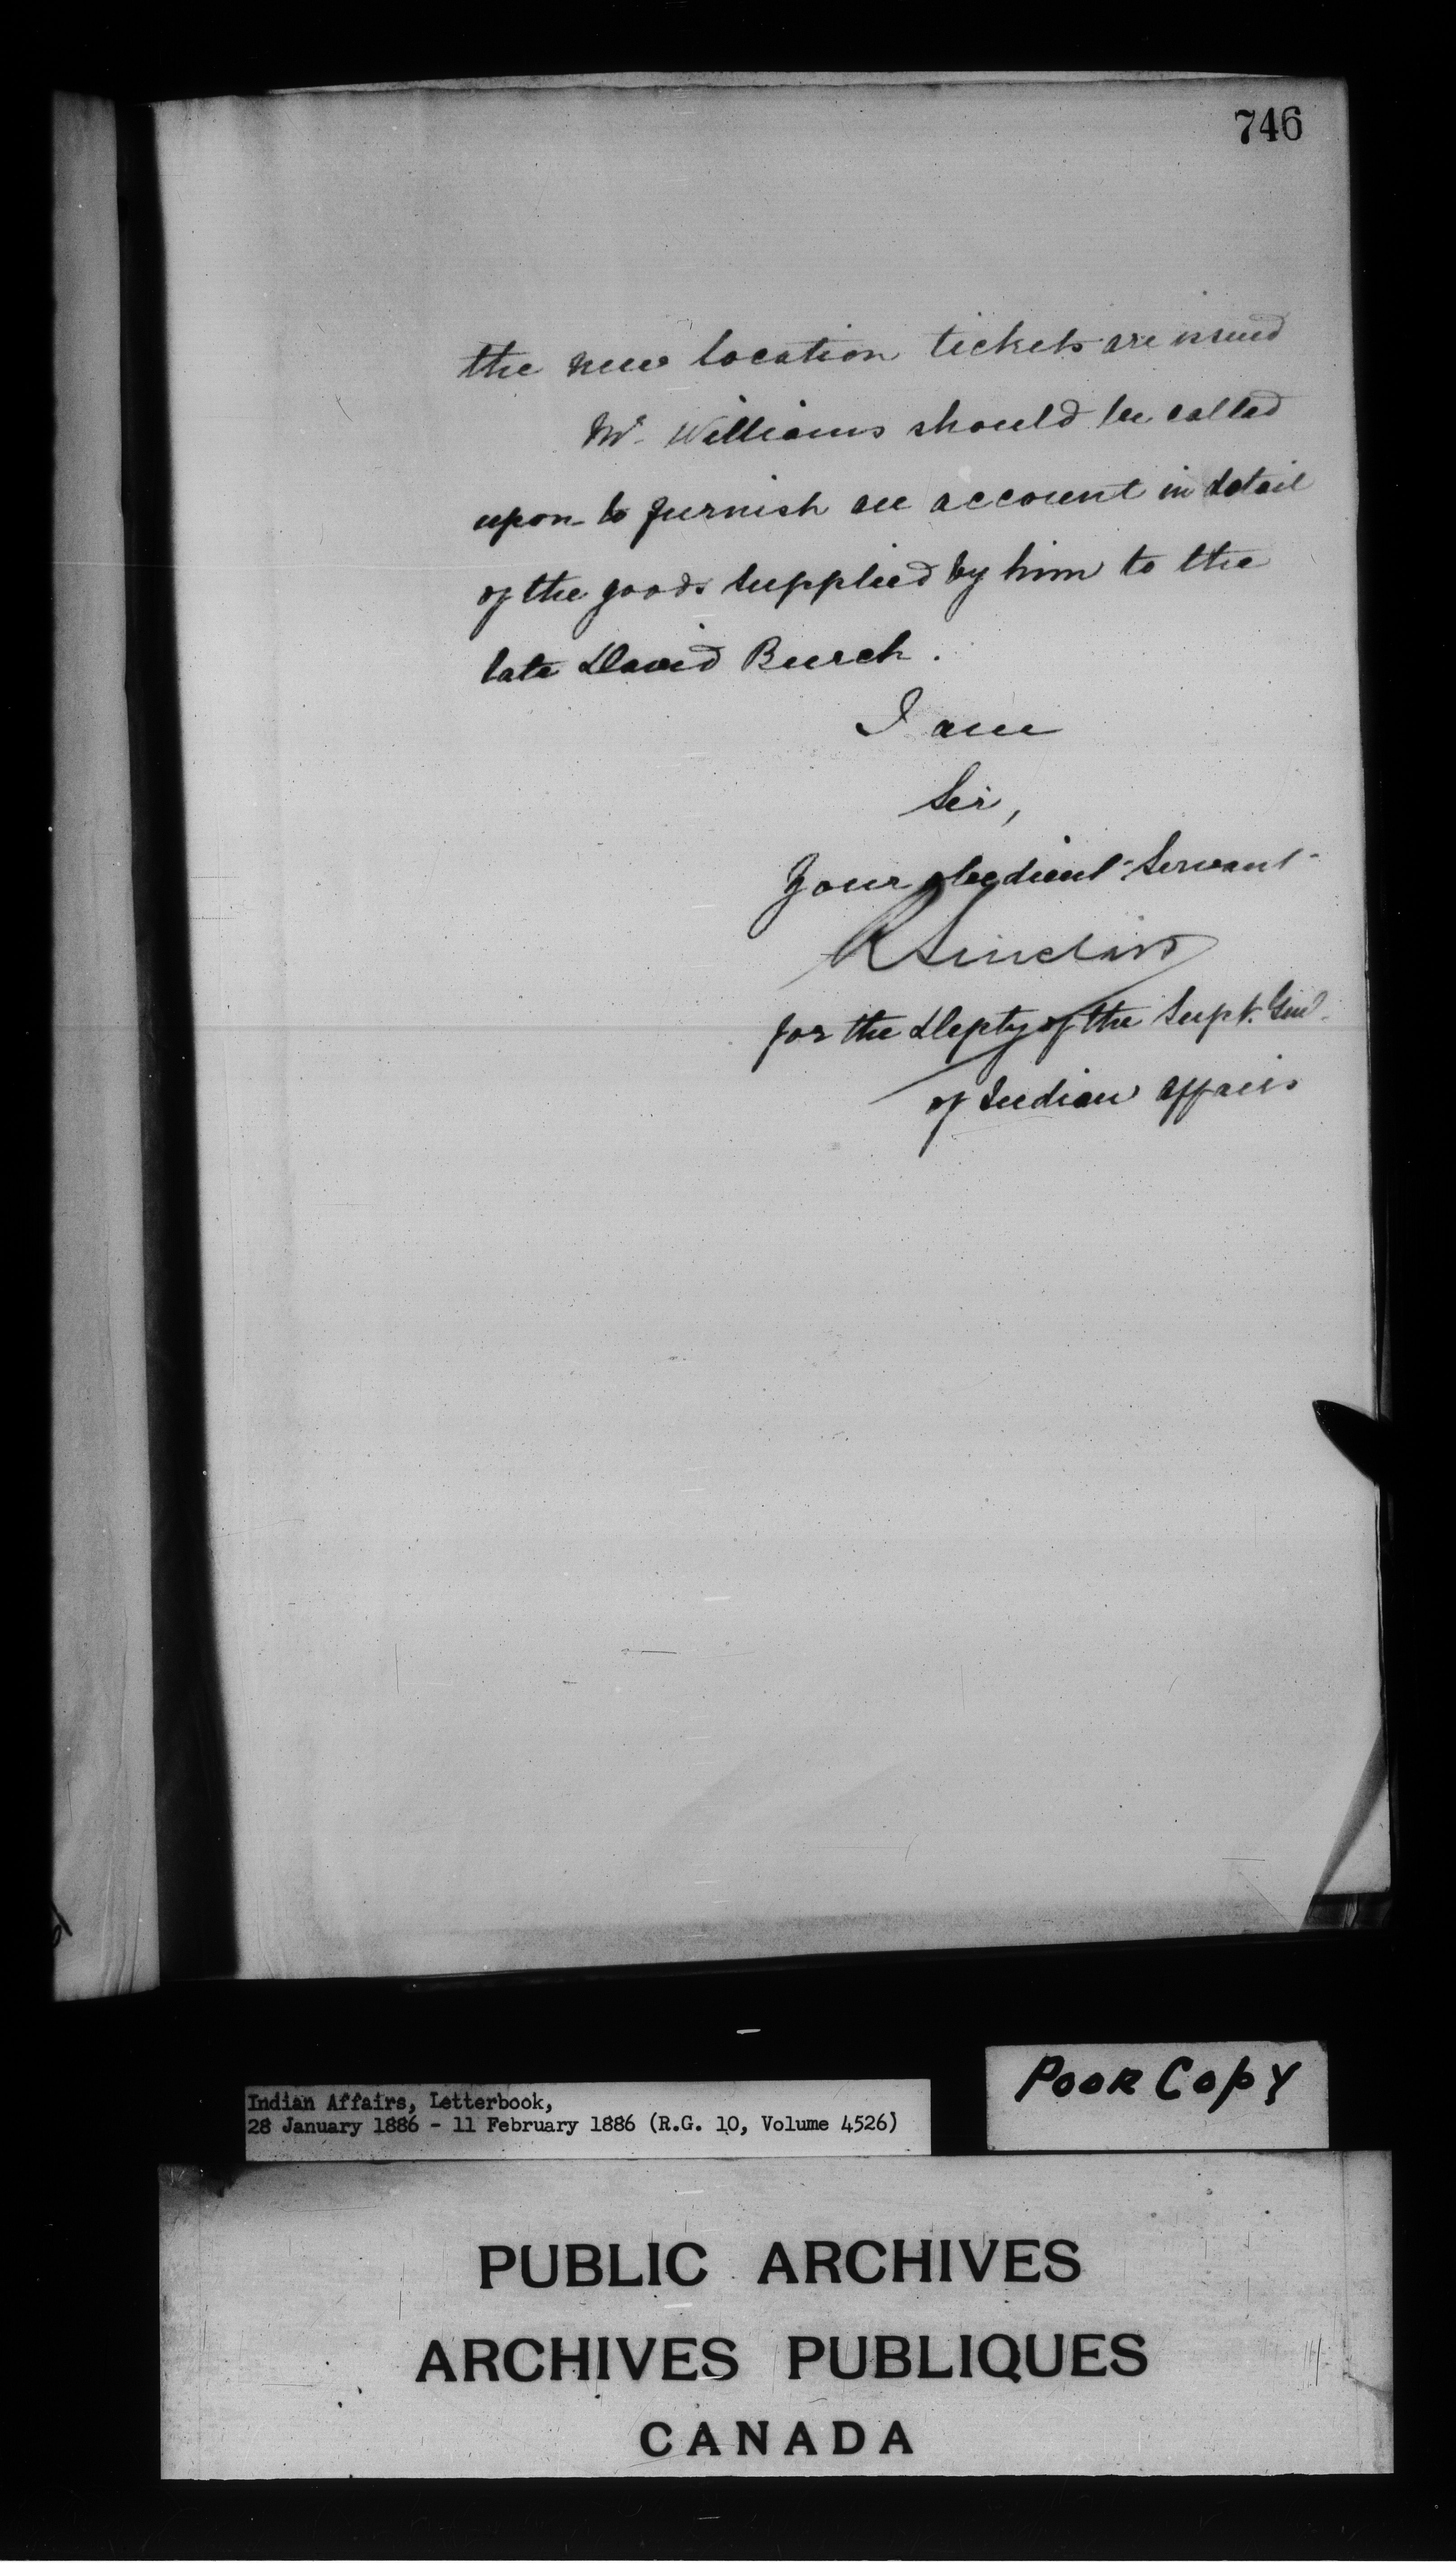 746
the new location tickets are issued
Mr. Williams should be called
upon to furnish an account in detail
of the goods supplied by him to the
late David Burch.
I am
Sir,
Your obedient Servant
R Sinclair
for the Depty of the Supt. Genl.
of Indian Affairs
POOR COPY
Indian Affairs, Letterbook,
28 January 1886 - 11 February 1886 (R.G. 10, Volume 4526)
PUBLIC ARCHIVES
ARCHIVES PUBLIQUES
CANADA